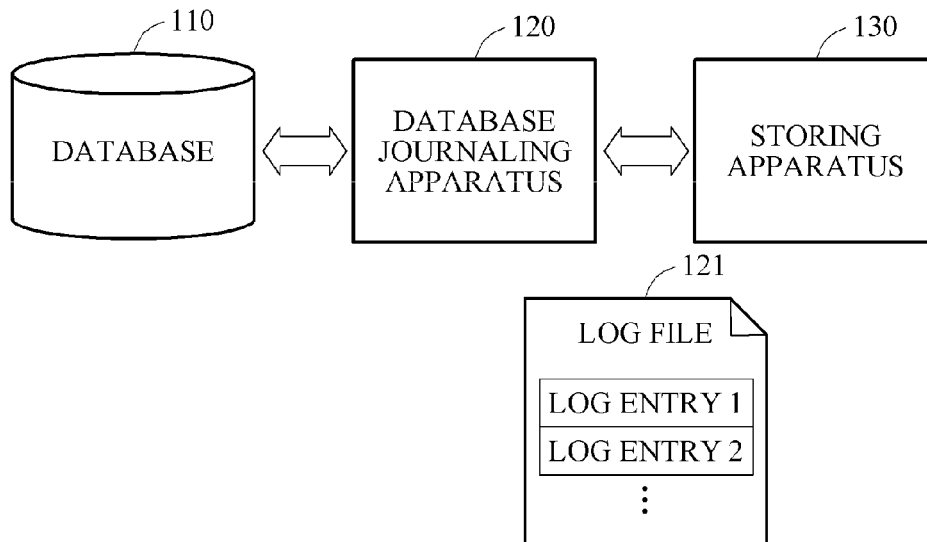 110
120
130
DATABASE
DATABASE
JOURNALING
APPARATUS
STORING
APPARATUS
121
LOG FILE
LOG ENTRY 1
LOG ENTRY 2
⋮